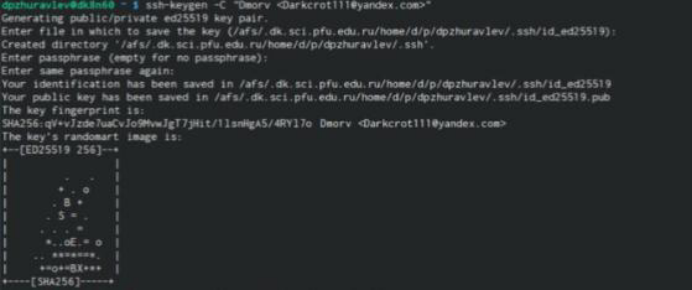 dpzhuravlev@dk8n60 ~ $ ssh-keygen -C "Dmorv <Darkcrot111@yandex.com>"
Generating public/private ed25519 key pair.
Enter file in which to save the key (/afs/.dk.sci.pfu.edu.ru/home/d/p/dpzhuravlev/.ssh/id_ed25519):
Created directory '/afs/.dk.sci.pfu.edu.ru/home/d/p/dpzhuravlev/.ssh'.
Enter passphrase (empty for no passphrase):
Enter same passphrase again:
Your identification has been saved in /afs/.dk.sci.pfu.edu.ru/home/d/p/dpzhuravlev/.ssh/id_ed25519
Your public key has been saved in /afs/.dk.sci.pfu.edu.ru/home/d/p/dpzhuravlev/.ssh/id_ed25519.pub
The key fingerprint is:
Dmorv <Darkcrot111@yandex.com>
The key's randomart image is:
+--[ED25519 256]--+
|                 |
|        .   .    |
|       + . o     |
|      . B +      |
|     . S = .     |
|    . . . =      |
|     *..oE.= o   |
|   .. **=*==*.   |
|    +=o+=BX+++   |
+----[SHA256]-----+